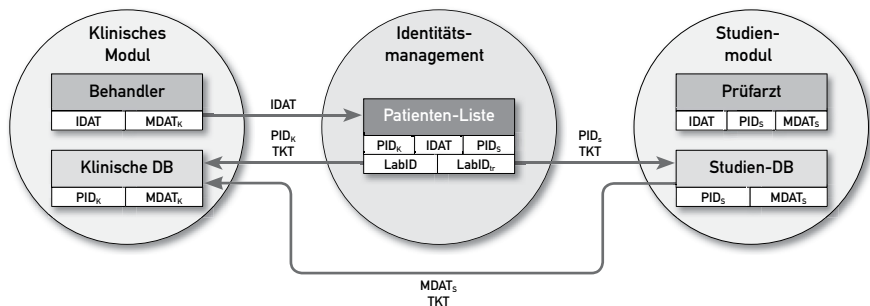 Klinisches
Modul
Behandler
IDAT MDATK
Klinische DB
PIDK MDATK
IDAT
PIDK
TKT
Identitäts-
management
Patienten-Liste
PIDK IDAT PIDS
LabID LabIDtr
PIDs
TKT
Studien-
modul
Prüfarzt
IDAT PIDS MDATS
Studien-DB
PIDS MDATS
MDATS
TKT